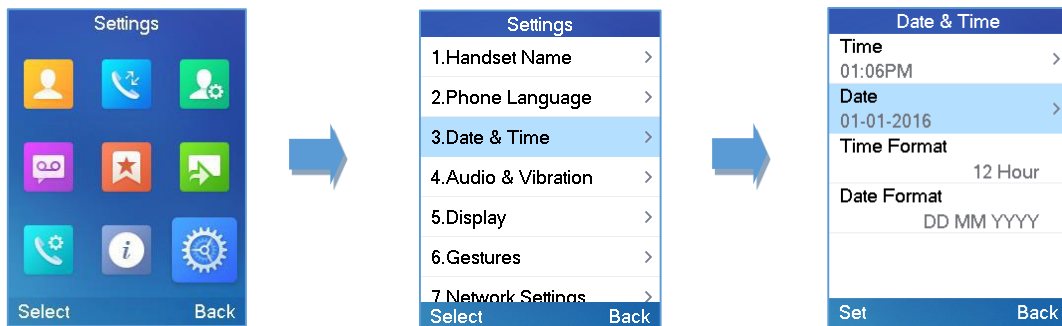 Settings
i
Select Back
Settings
1.Handset Name
2.Phone Language
3.Date & Time
4.Audio & Vibration
5.Display
6.Gestures
7.Network Settings
Select Back
Date & Time
Time
01:06PM
Date
01-01-2016
Time Format
12 Hour
Date Format
DD MM YYYY
Set Back